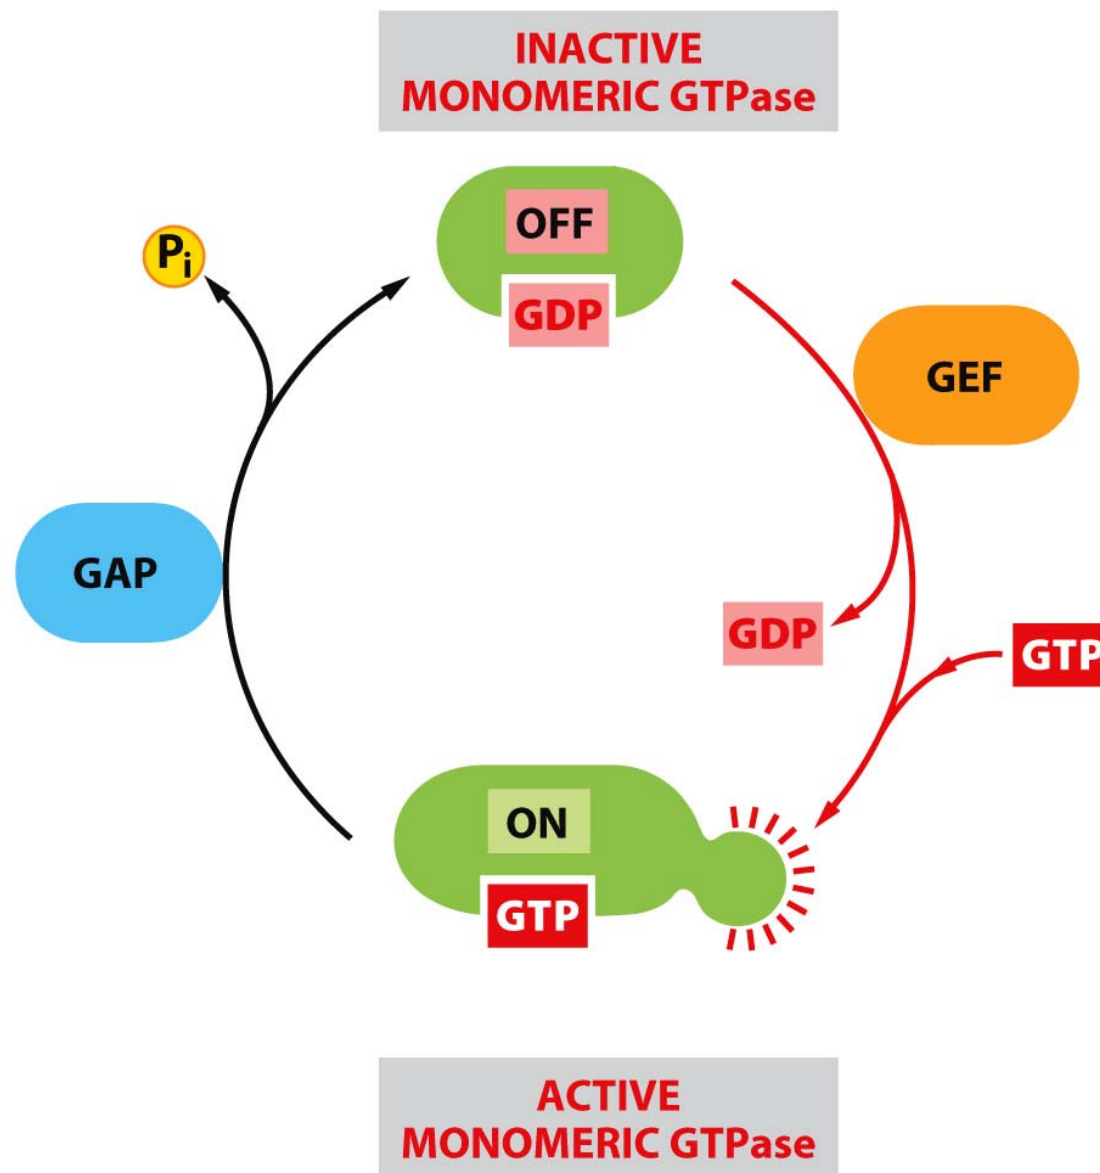 INACTIVE
MONOMERIC GTPase
OFF
Pi
GDP
GEF
GAP
GDP
GTP
ON
GTP
ACTIVE
MONOMERIC GTPase